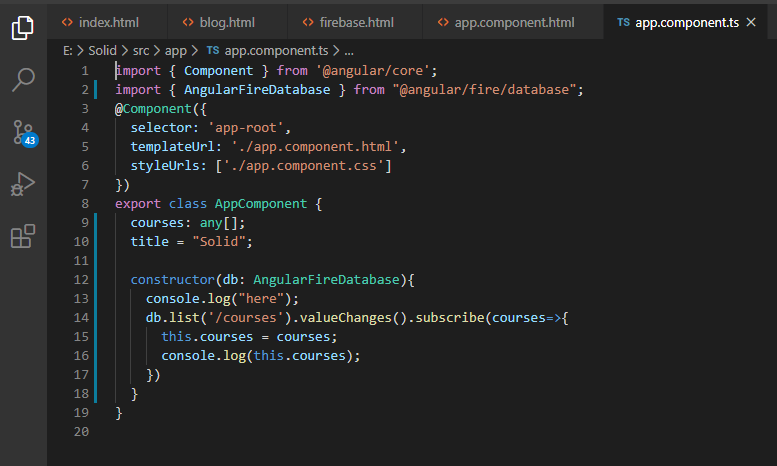 index.html blog.html firebase.html app.component.html TS app.component.ts
E: > Solid > src > app > TS app.component.ts > ...
1 import { Component } from '@angular/core';
2 import { AngularFireDatabase } from "@angular/fire/database";
3 @Component({
4 selector: 'app-root',
5 templateUrl: './app.component.html',
6 styleUrls: ['./app.component.css']
7 })
8 export class AppComponent {
9 courses: any[];
10 title = "Solid";
11
12 constructor(db: AngularFireDatabase){
13 console.log("here");
14 db.list('/courses').valueChanges().subscribe(courses=>{
15 this.courses = courses;
16 console.log(this.courses);
17 })
18 }
19 }
20
43